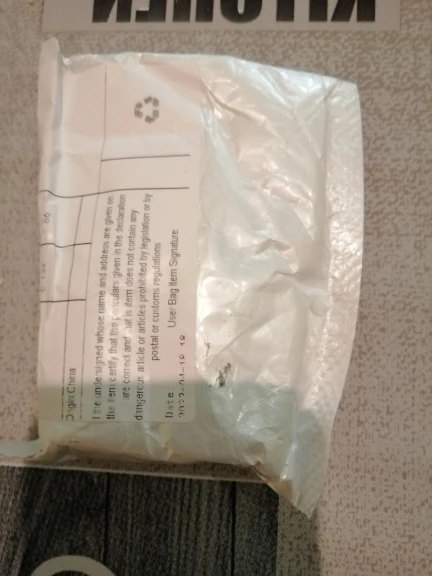 KITCHEN
66
Origin China
I the undersigned whose name and address are given on
the item certify that the particulars given in the declaration
are correct and that is item does not contain any
dangerous article or articles prohibited by legislation or by
postal or customs regulations
Date User Bag Item Signature: